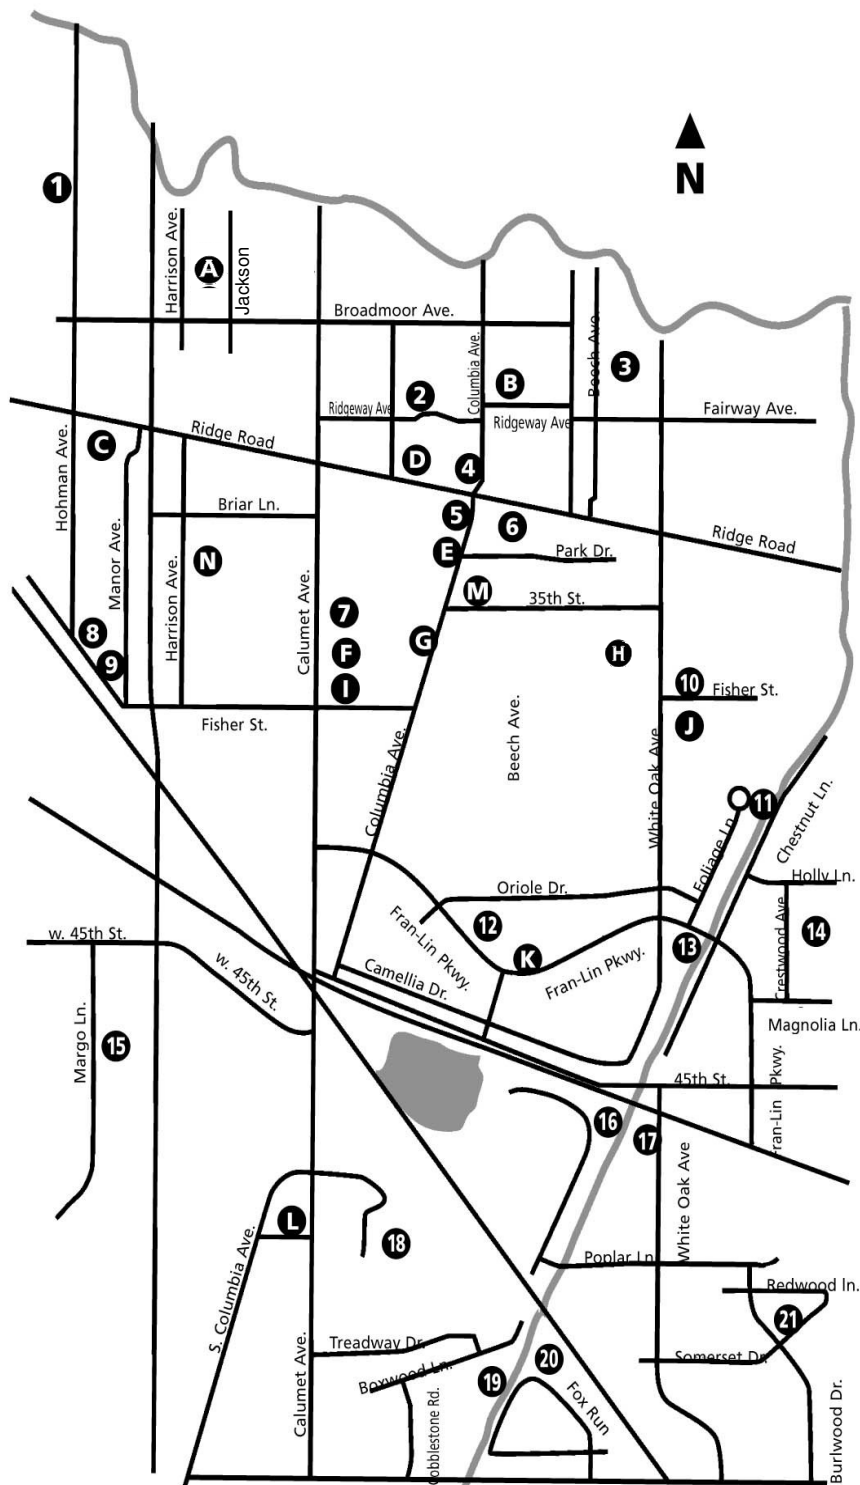 N
1
Harrison Ave.
A
Jackson
Broadmoor Ave.
Columbia Ave.
Beech Ave.
3
2
B
Ridgeway Ave
Ridgeway Ave
Fairway Ave.
Hohman Ave.
C
Ridge Road
D
4
5
6
Ridge Road
Briar Ln.
Manor Ave.
Harrison Ave.
N
E
Park Dr.
M
35th St.
Calumet Ave.
7
F
I
G
H
8
9
10
Fisher St.
J
Fisher St.
Columbia Ave.
Beech Ave.
White Oak Ave
Foliage Ln.
11
Chestnut Ln.
Holly Ln.
Oriole Dr.
12
Fran-Lin Pkwy.
K
Fran-Lin Pkwy.
13
Crestwood Ave
14
w. 45th St.
w. 45th St.
Camellia Dr.
Magnolia Ln.
Margo Ln.
15
45th St.
Fran-Lin Pkwy.
16
17
White Oak Ave
S. Columbia Ave.
L
18
Poplar Ln.
Redwood ln.
21
Treadway Dr.
Boxwood Ln.
Somerset Dr.
Calumet Ave.
19
20
Fox Run
Cobblestone Rd.
Burlwood Dr.